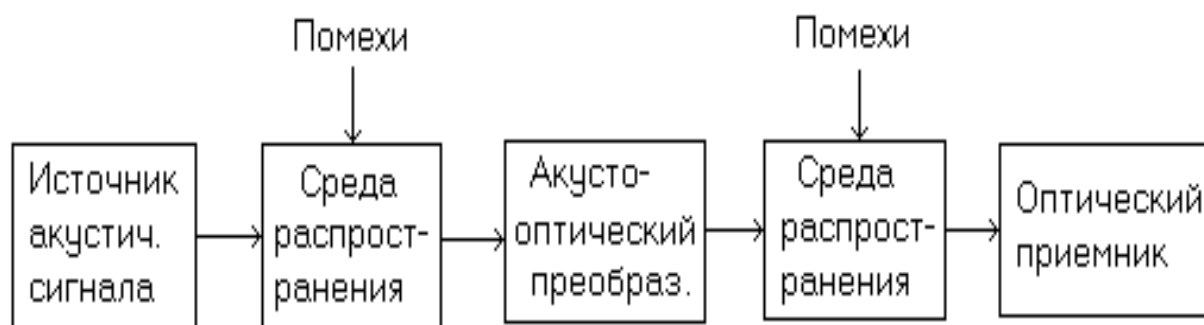 Помехи
Помехи
Источник
акустич.
сигнала
Среда
распрост-
ранения
Акусто-
оптический
преобраз.
Среда
распрост-
ранения
Оптический
приемник